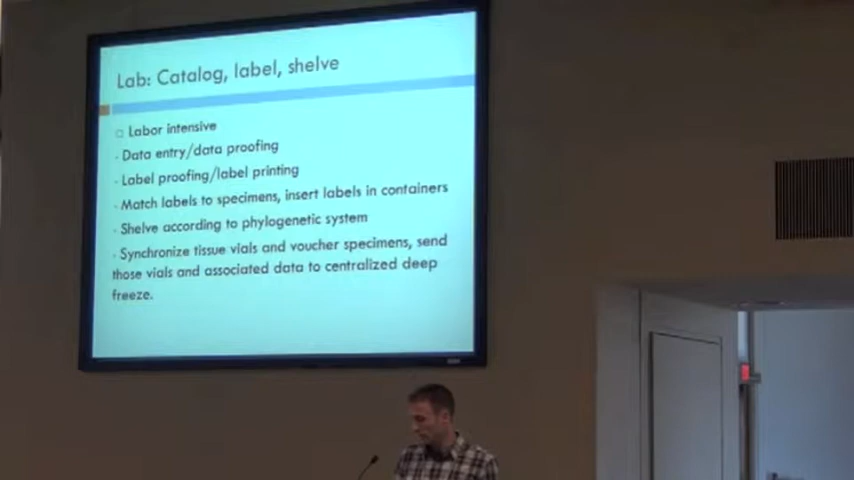 Lab: Catalog, label, shelve
Labor intensive
- Data entry/data proofing
- Label proofing/label printing
- Match labels to specimens, insert labels in containers
- Shelve according to phylogenetic system
- Synchronize tissue vials and voucher specimens, send
those vials and associated data to centralized deep
freeze.